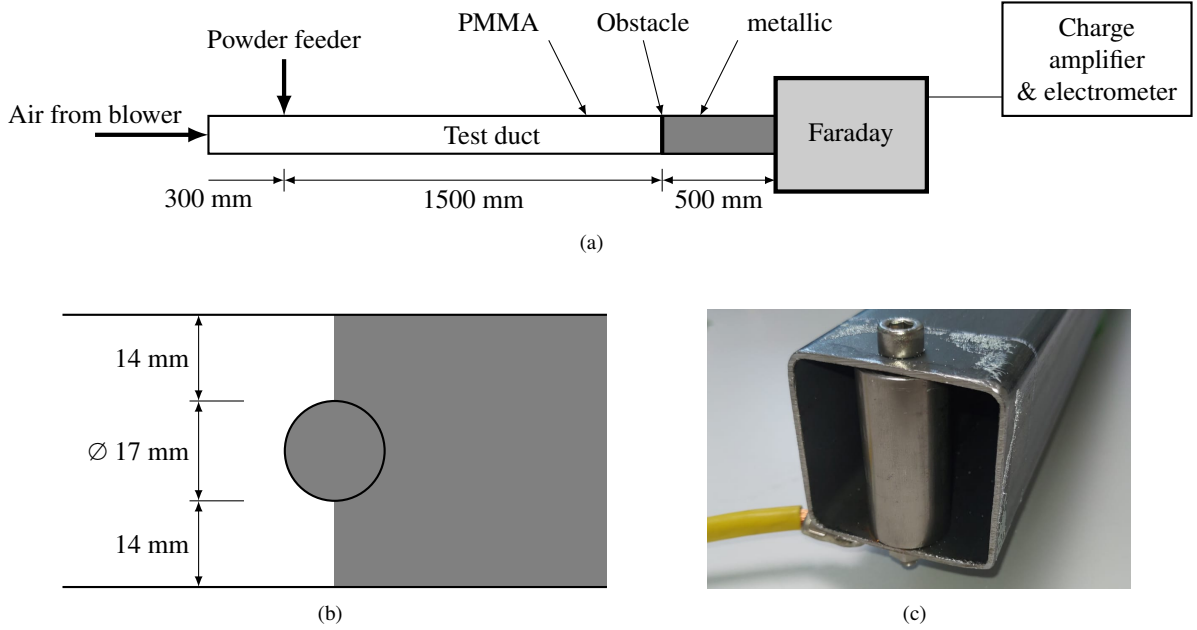 Powder feeder
PMMA
Obstacle
metallic
Charge
amplifier
& electrometer
Air from blower
Test duct
Faraday
300 mm
1500 mm
500 mm
(a)
14 mm
∅ 17 mm
14 mm
(b)
(c)